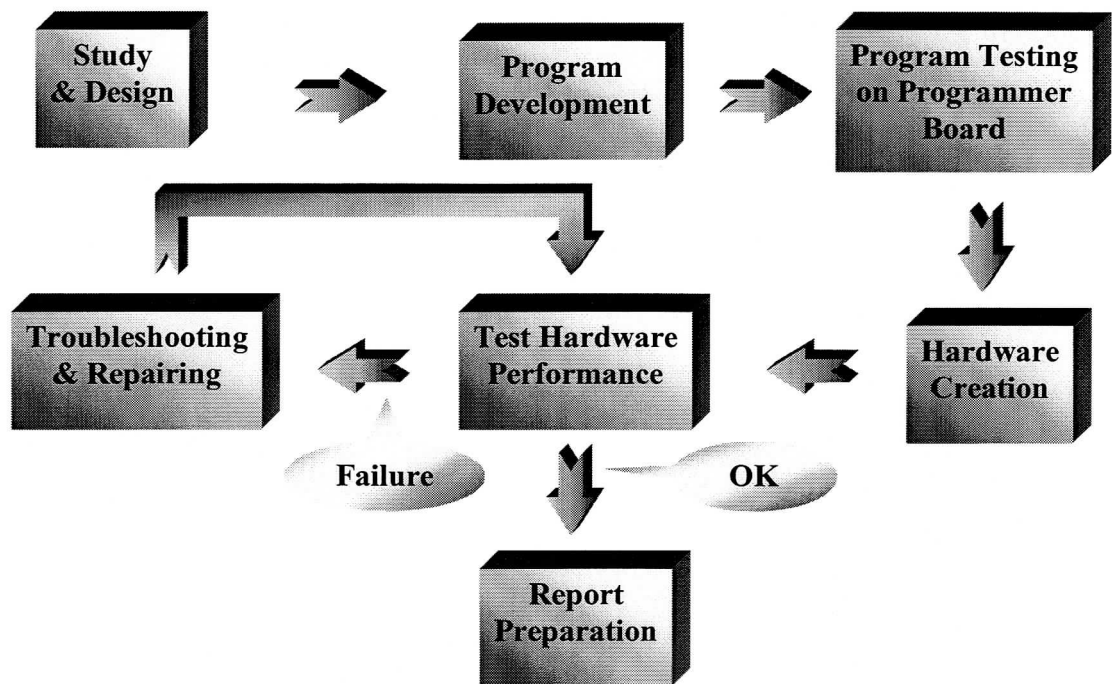 Study
& Design
Program
Development
Program Testing
on Programmer
Board
Troubleshooting
& Repairing
Test Hardware
Performance
Hardware
Creation
Failure
OK
Report
Preparation